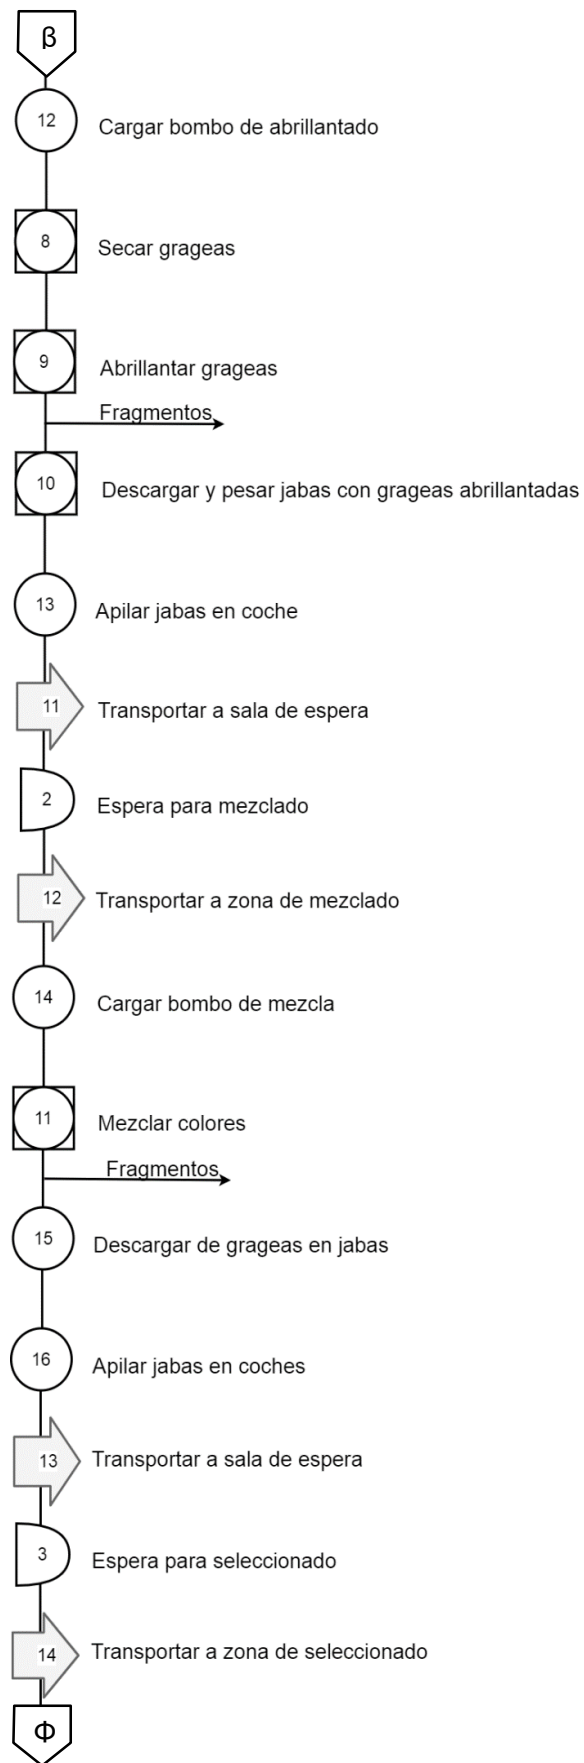 β
12 Cargar bombo de abrillantado
8 Secar grageas
9 Abrillantar grageas
Fragmentos
10 Descargar y pesar jabas con grageas abrillantadas
13 Apilar jabas en coche
11 Transportar a sala de espera
2 Espera para mezclado
12 Transportar a zona de mezclado
14 Cargar bombo de mezcla
11 Mezclar colores
Fragmentos
15 Descargar de grageas en jabas
16 Apilar jabas en coches
13 Transportar a sala de espera
3 Espera para seleccionado
14 Transportar a zona de seleccionado
Φ